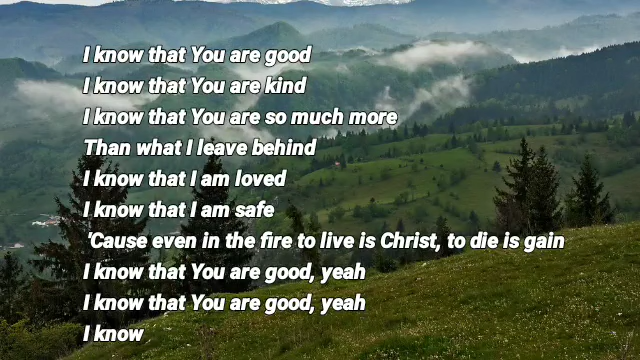 I know that You are good
I know that You are kind
I know that You are so much more
Than what I leave behind
I know that I am loved
I know that I am safe
'Cause even in the fire to live is Christ, to die is gain
I know that You are good, yeah
I know that You are good, yeah
I know